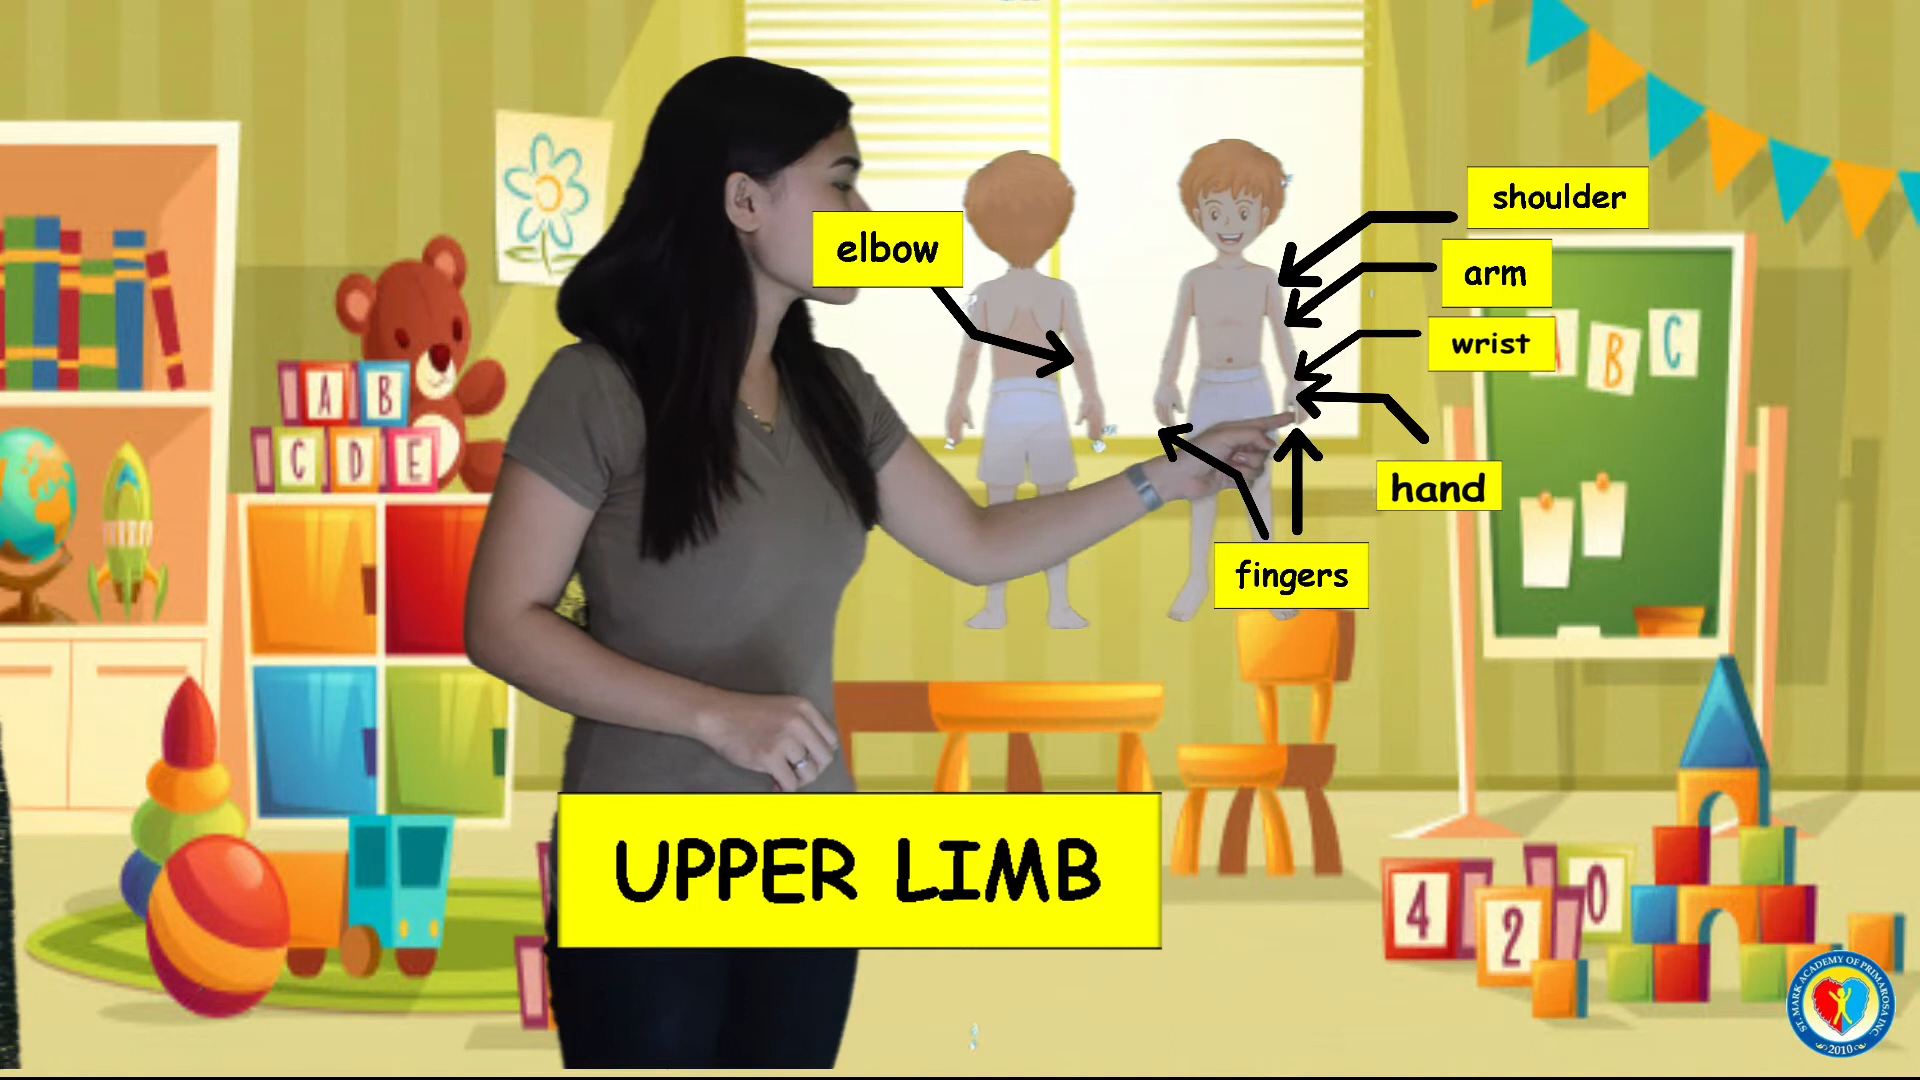 shoulder
elbow
arm
wrist
A B C
A B
C D E
hand
fingers
UPPER LIMB
4 2 0
ST. MARK ACADEMY OF PRIMAROSA INC.
2010